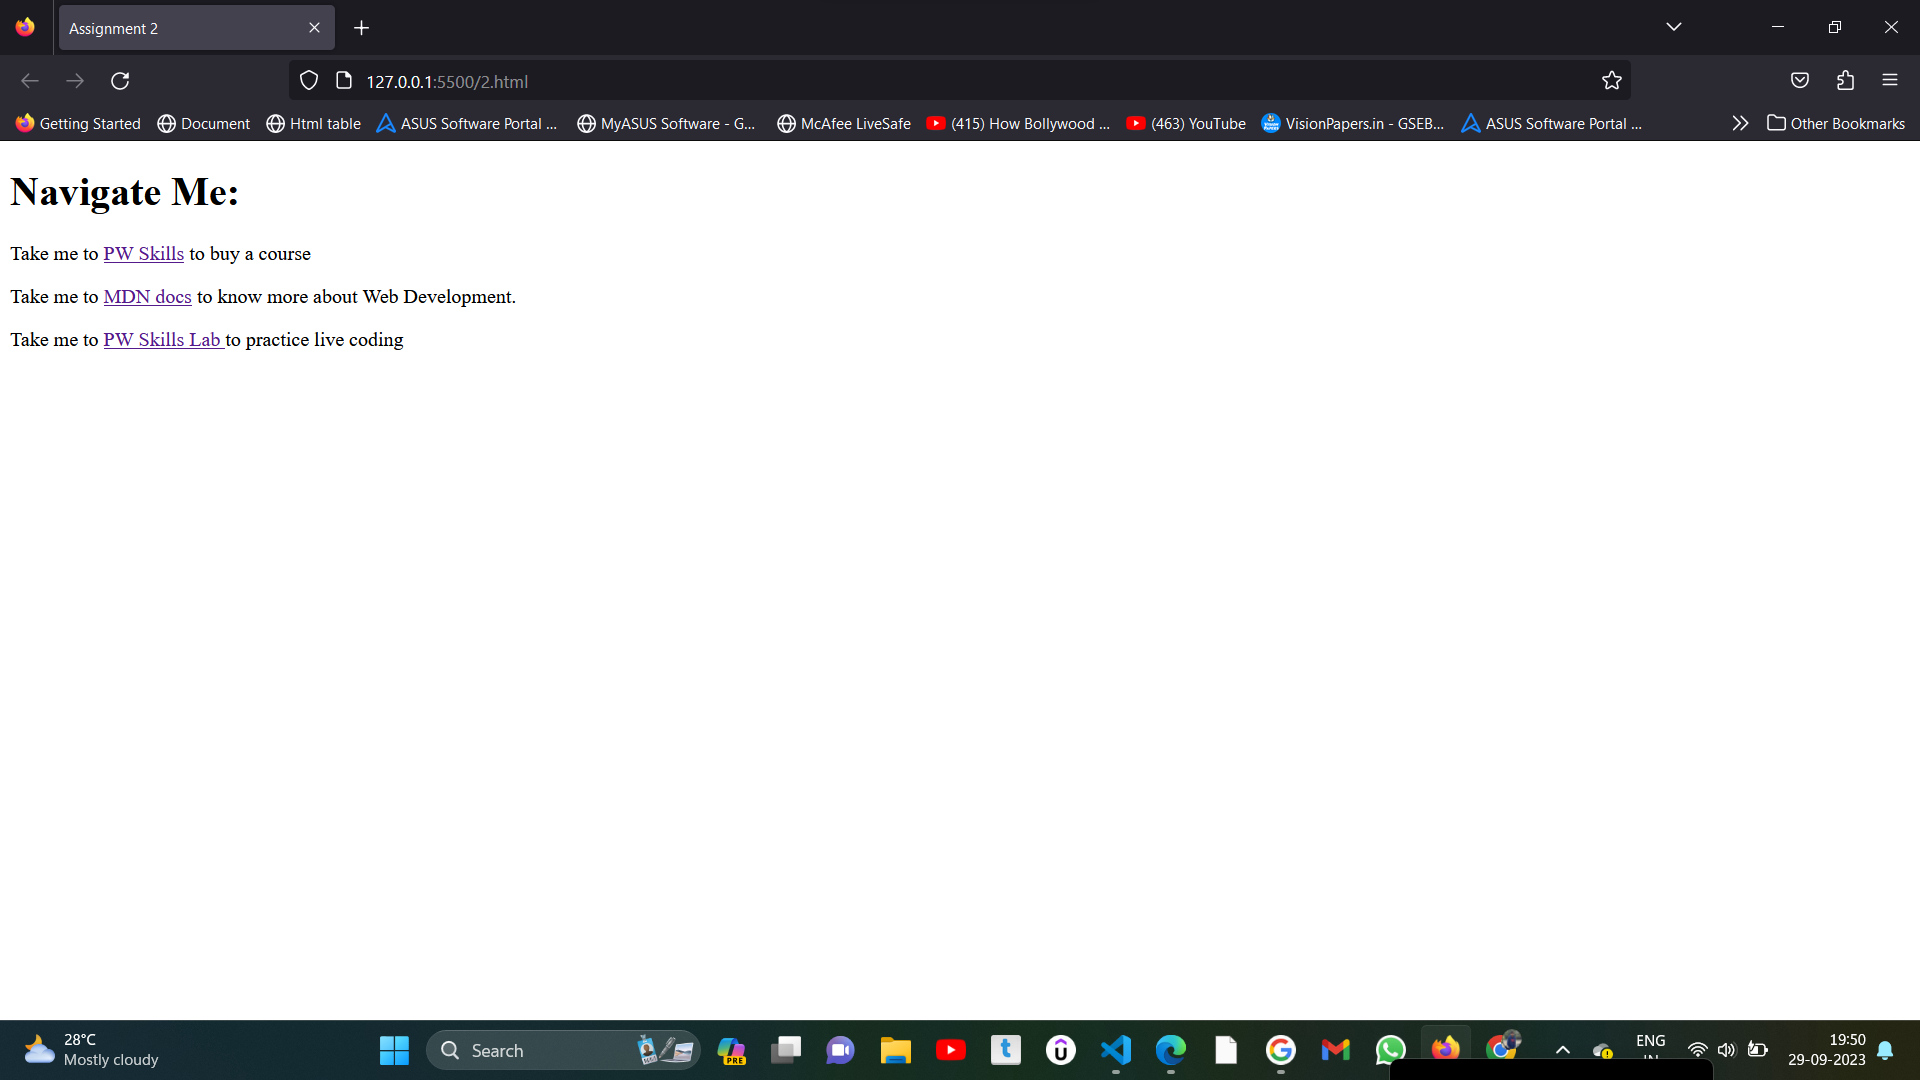 Assignment 2
127.0.0.1:5500/2.html
Getting Started Document Html table ASUS Software Portal ... MyASUS Software - G... McAfee LiveSafe (415) How Bollywood ... (463) YouTube VisionPapers.in - GSEB... ASUS Software Portal ... Other Bookmarks
Navigate Me:
Take me to PW Skills to buy a course
Take me to MDN docs to know more about Web Development.
Take me to PW Skills Lab to practice live coding
28°C
Mostly cloudy
Search
PRE
ENG
19:50
29-09-2023